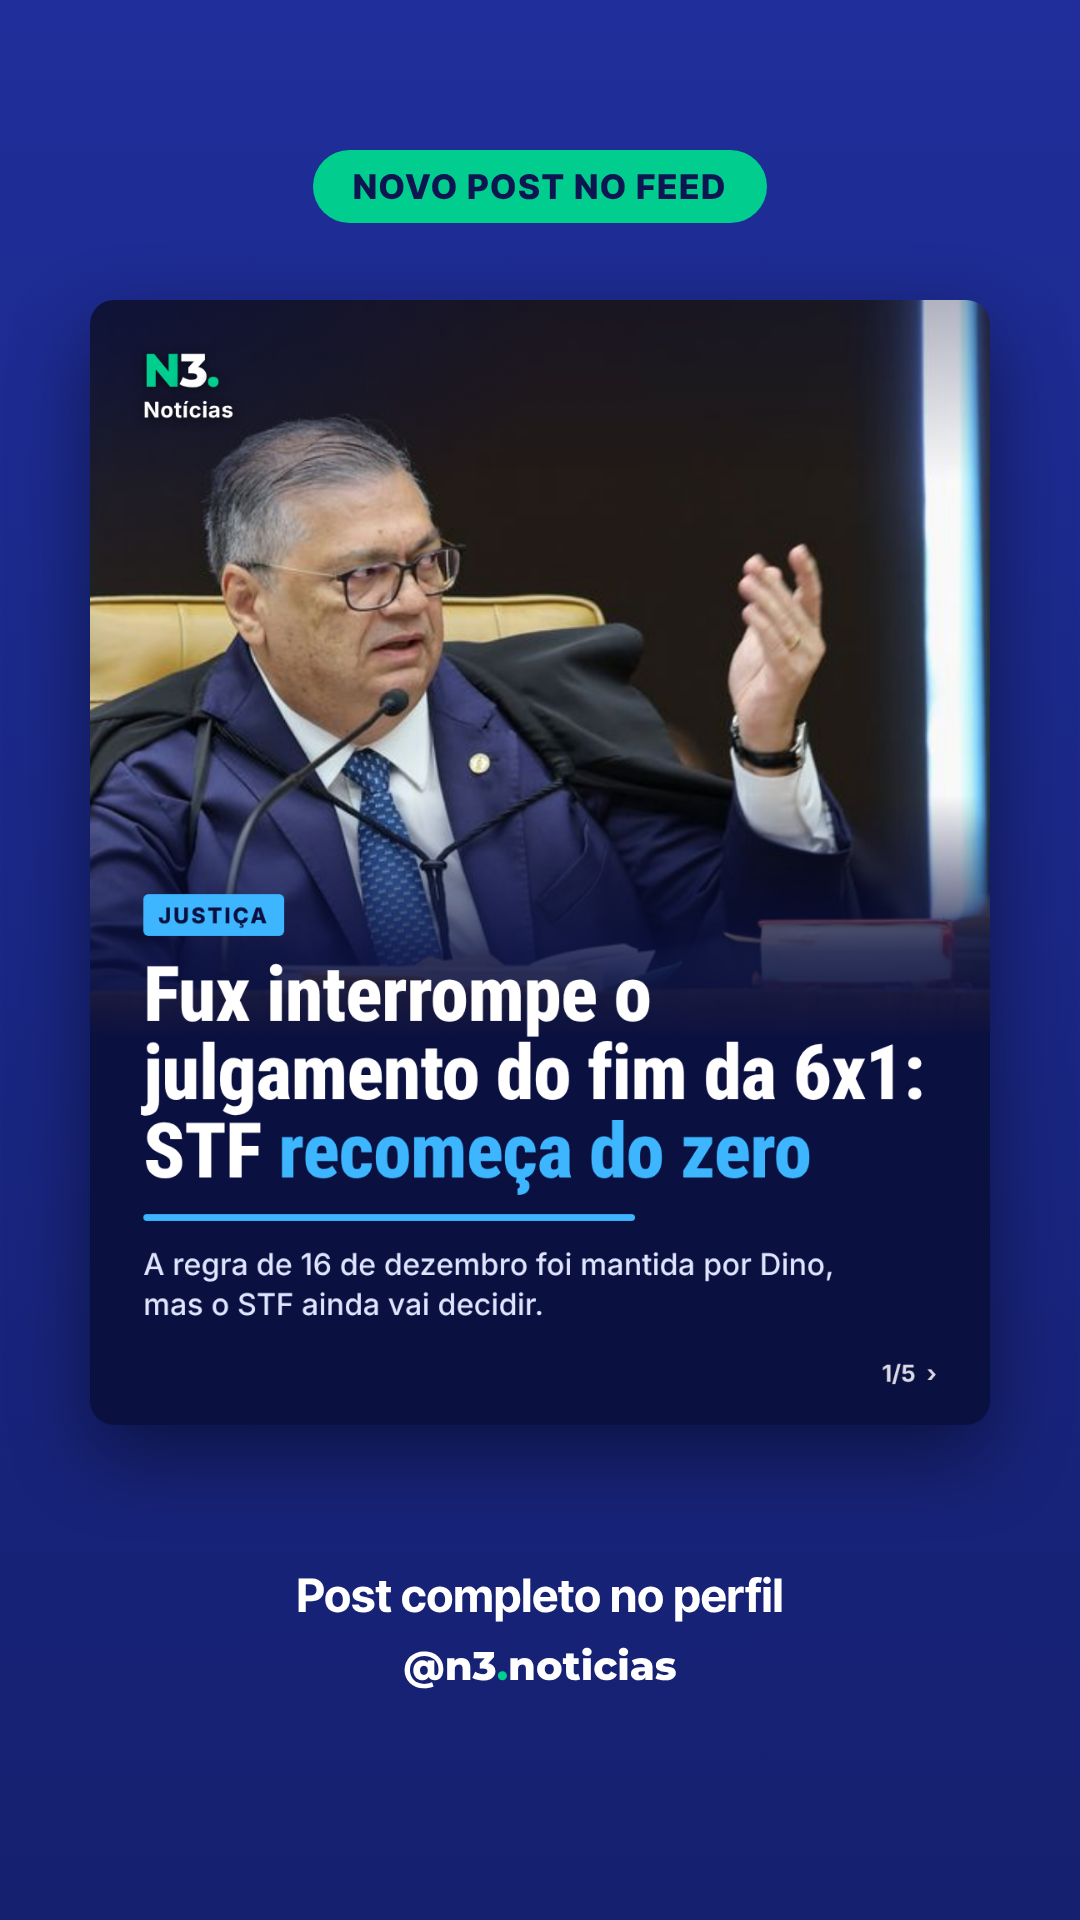 NOVO POST NO FEED
N3.
Notícias
JUSTIÇA
Fux interrompe o
julgamento do fim da 6x1:
STF recomeça do zero
A regra de 16 de dezembro foi mantida por Dino,
mas o STF ainda vai decidir.
1/5 ›
Post completo no perfil
@n3.noticias